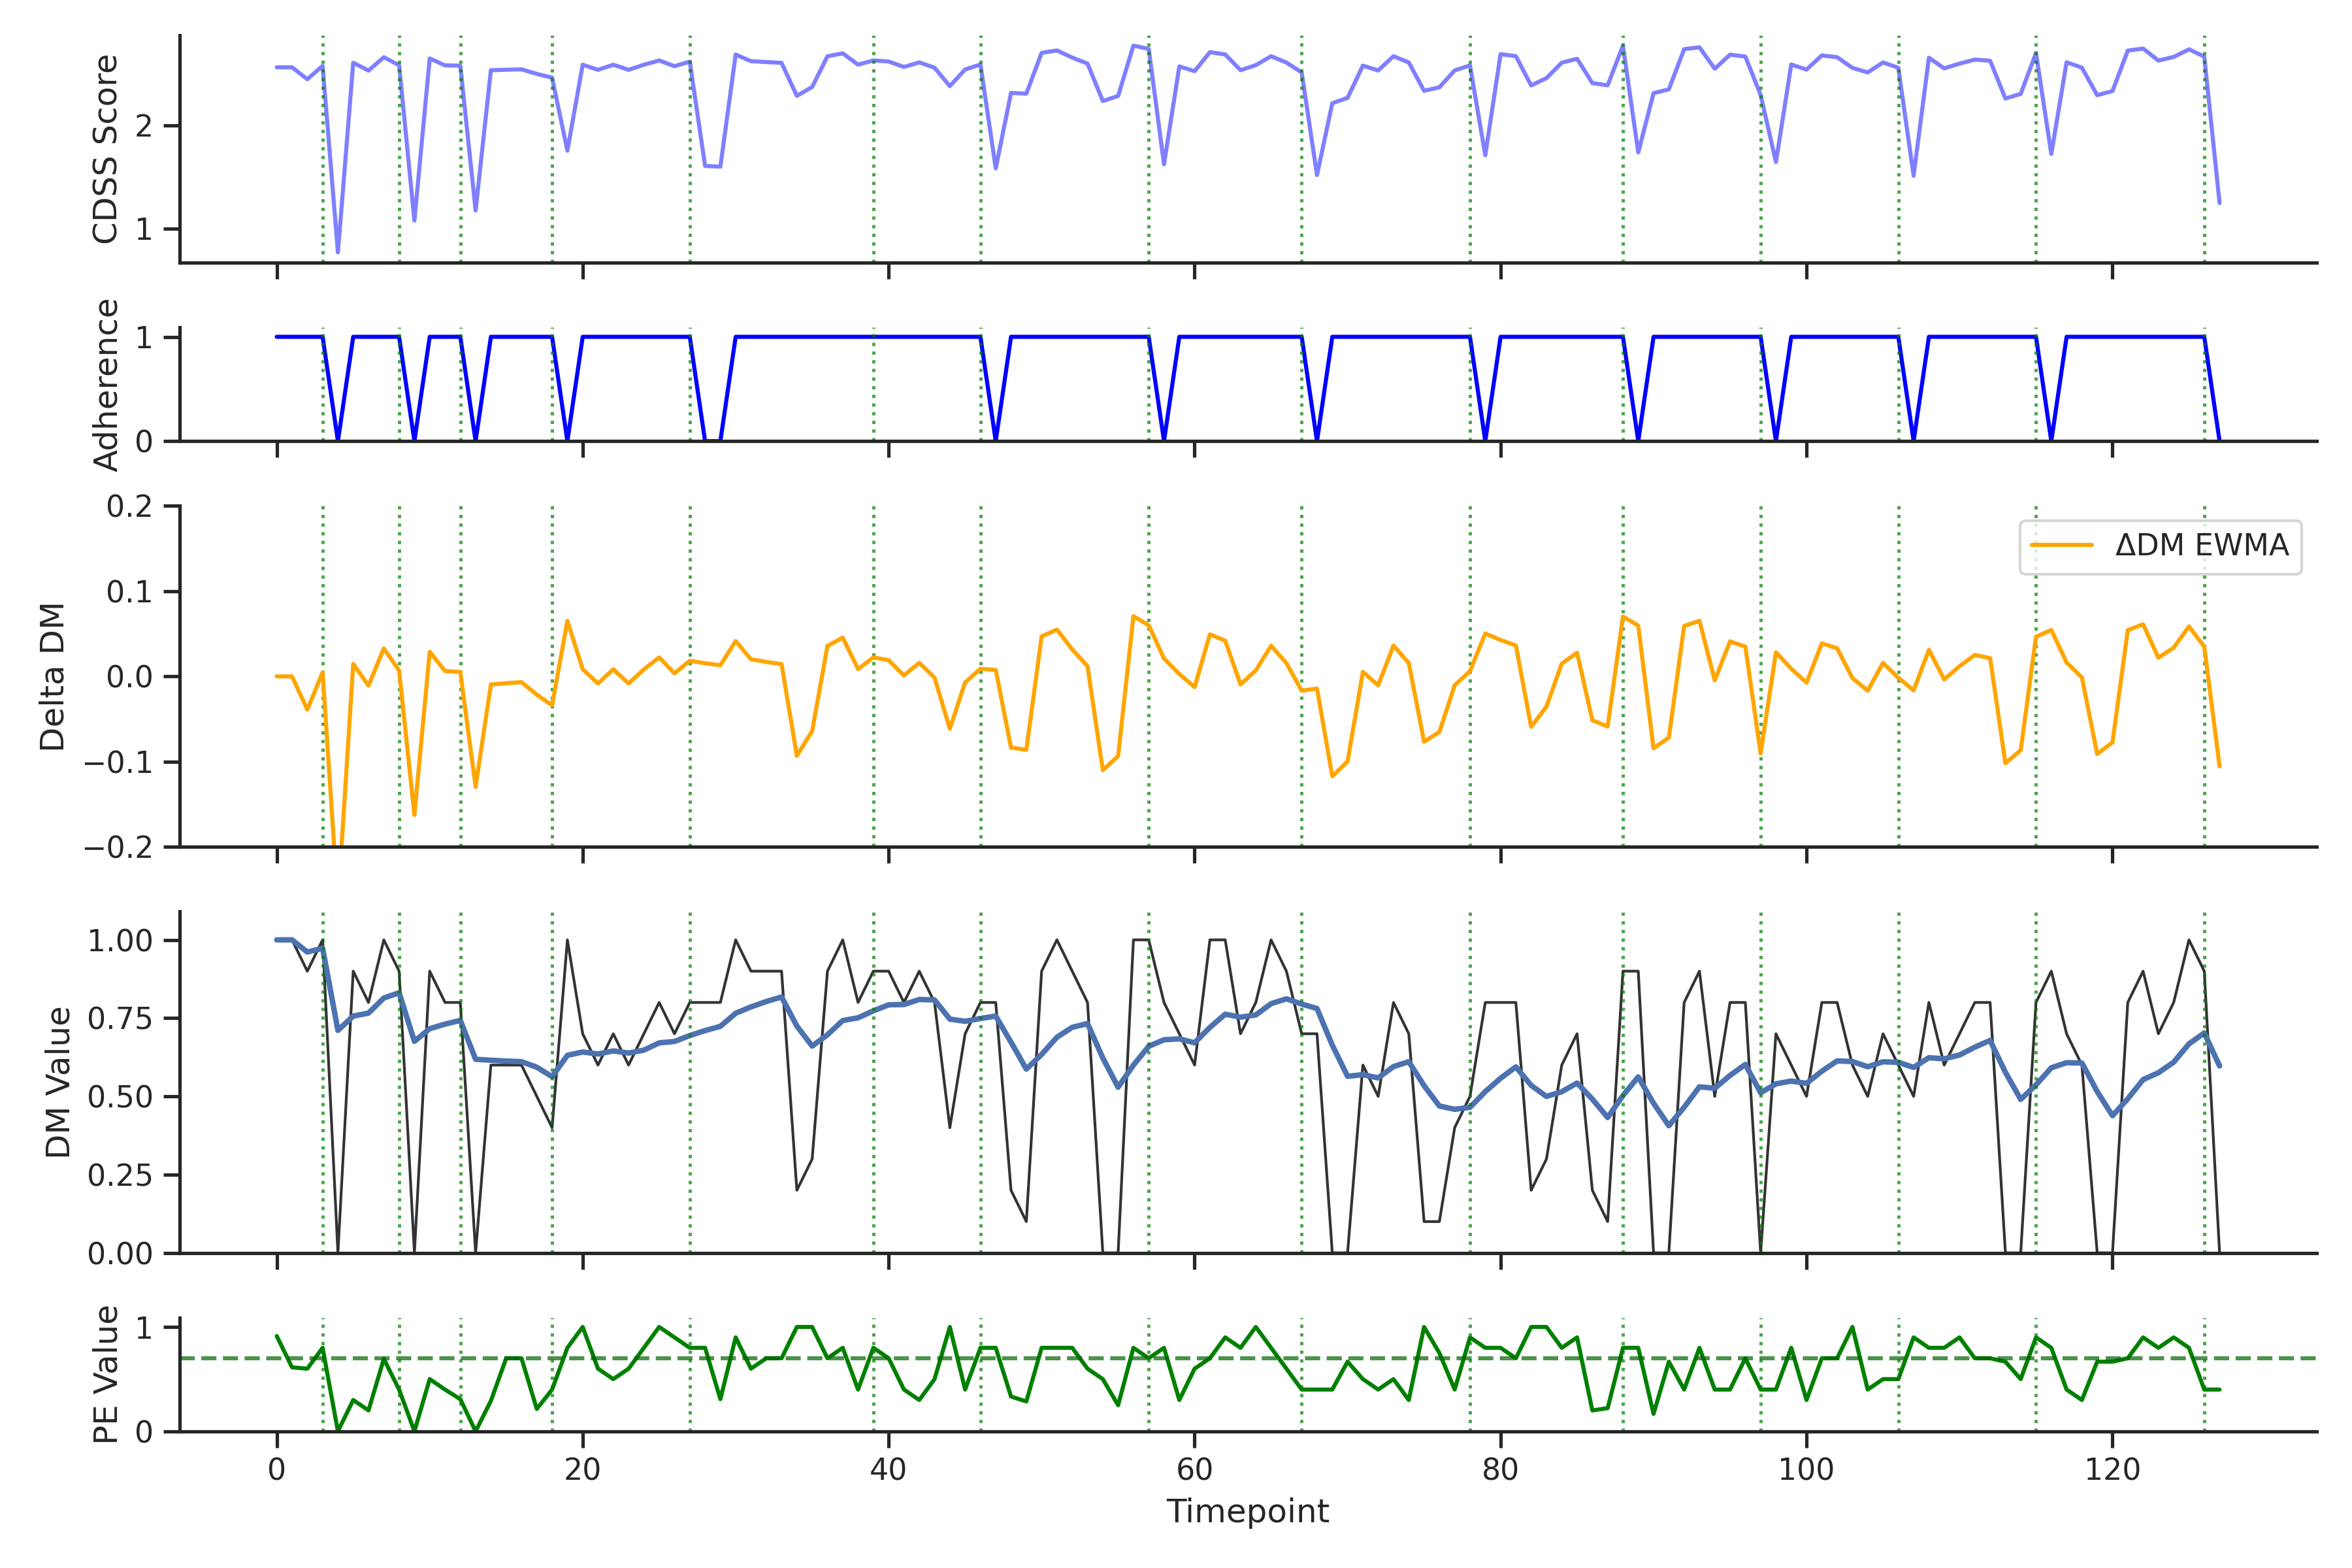 CDSS Score
2
1
Adherence
1
0
Delta DM
0.2
0.1
0.0
−0.1
−0.2
ΔDM EWMA
DM Value
1.00
0.75
0.50
0.25
0.00
PE Value
1
0
0 20 40 60 80 100 120
Timepoint